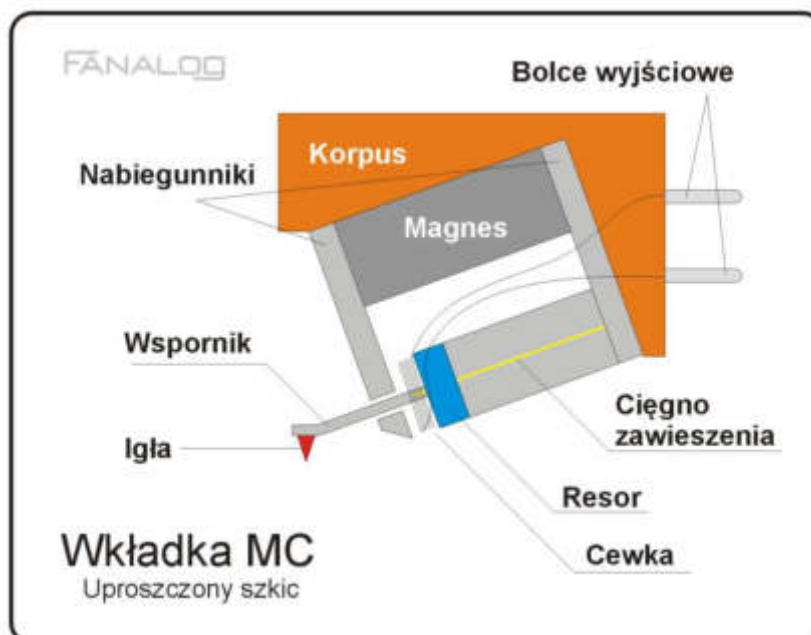 FANALOG
Bolce wyjściowe
Korpus
Nabiegunniki
Magnes
Wspornik
Cięgno
zawieszenia
Igła
Resor
Wkładka MC
Cewka
Uproszczony szkic